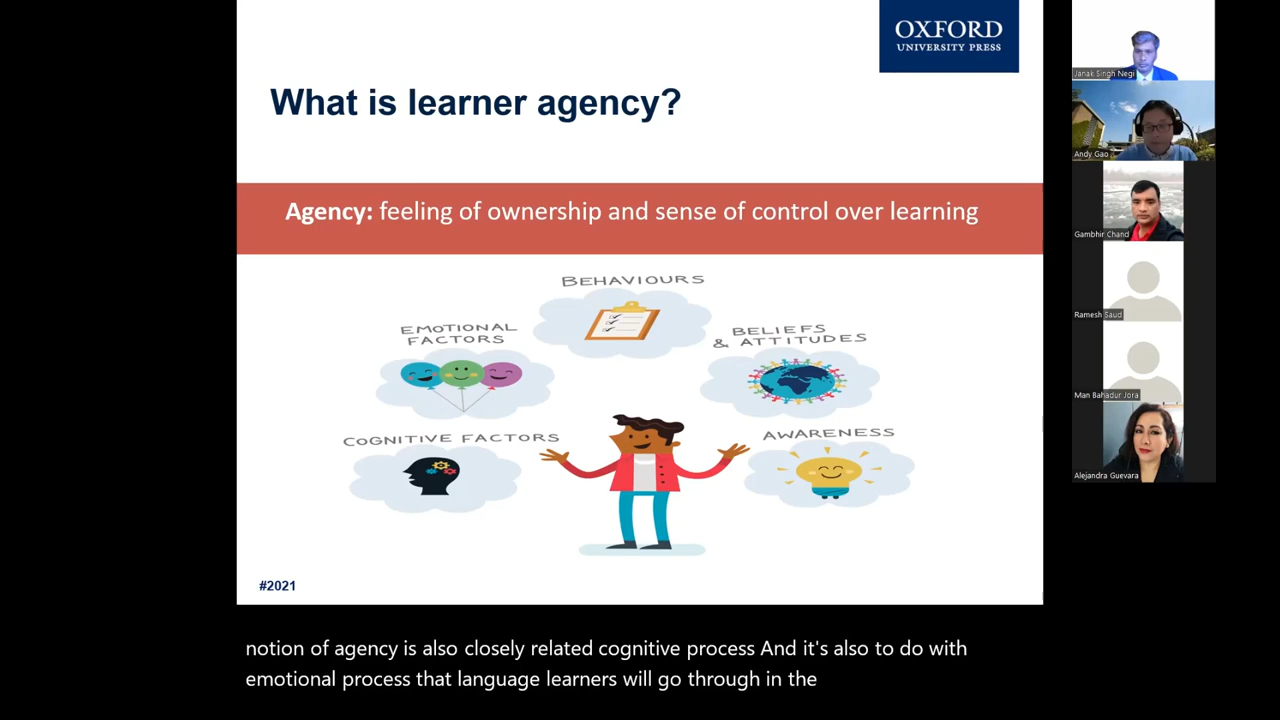 OXFORD
UNIVERSITY PRESS
What is learner agency?
Agency: feeling of ownership and sense of control over learning
BEHAVIOURS
EMOTIONAL
FACTORS
BELIEFS
& ATTITUDES
COGNITIVE FACTORS
AWARENESS
#2021
notion of agency is also closely related cognitive process And it's also to do with
emotional process that language learners will go through in the
Janak Singh Negi
Andy Gao
Gambhir Chand
Ramesh Saud
Man Bahadur Jora
Alejandra Guevara